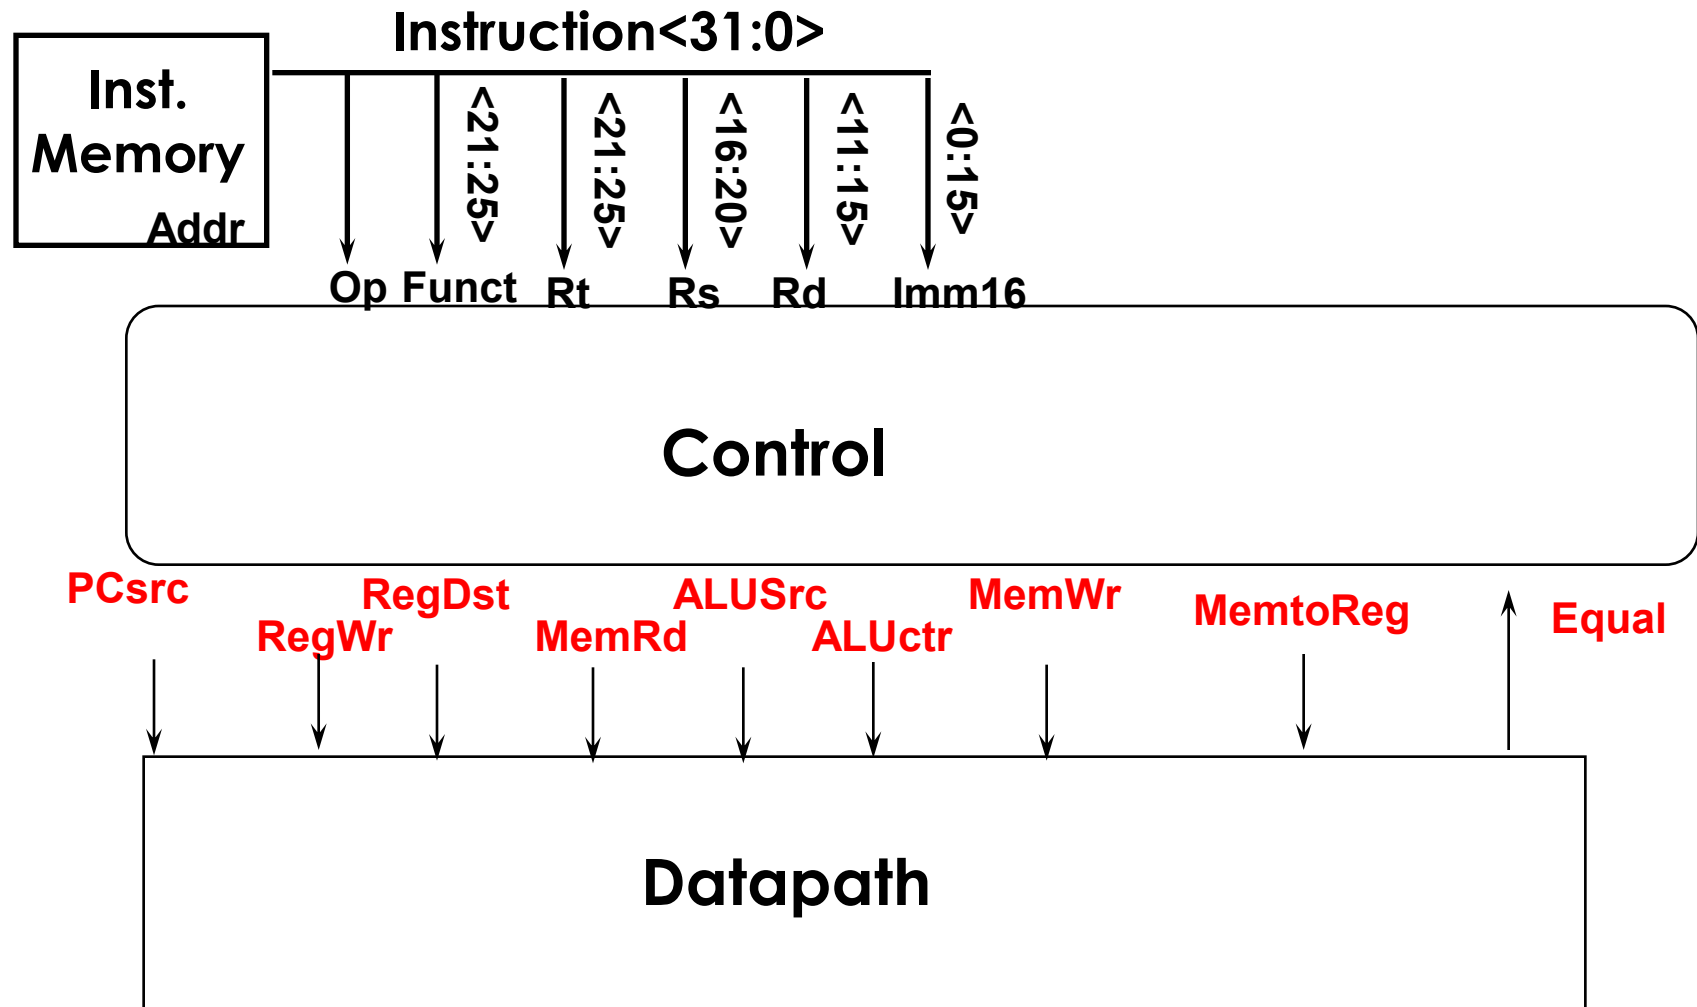 Instruction<31:0>
Inst.
Memory
Addr
<21:25>
<21:25>
<16:20>
<11:15>
<0:15>
Op Funct Rt Rs Rd Imm16
Control
PCsrc RegDst ALUSrc MemWr MemtoReg Equal
RegWr MemRd ALUctr
Datapath